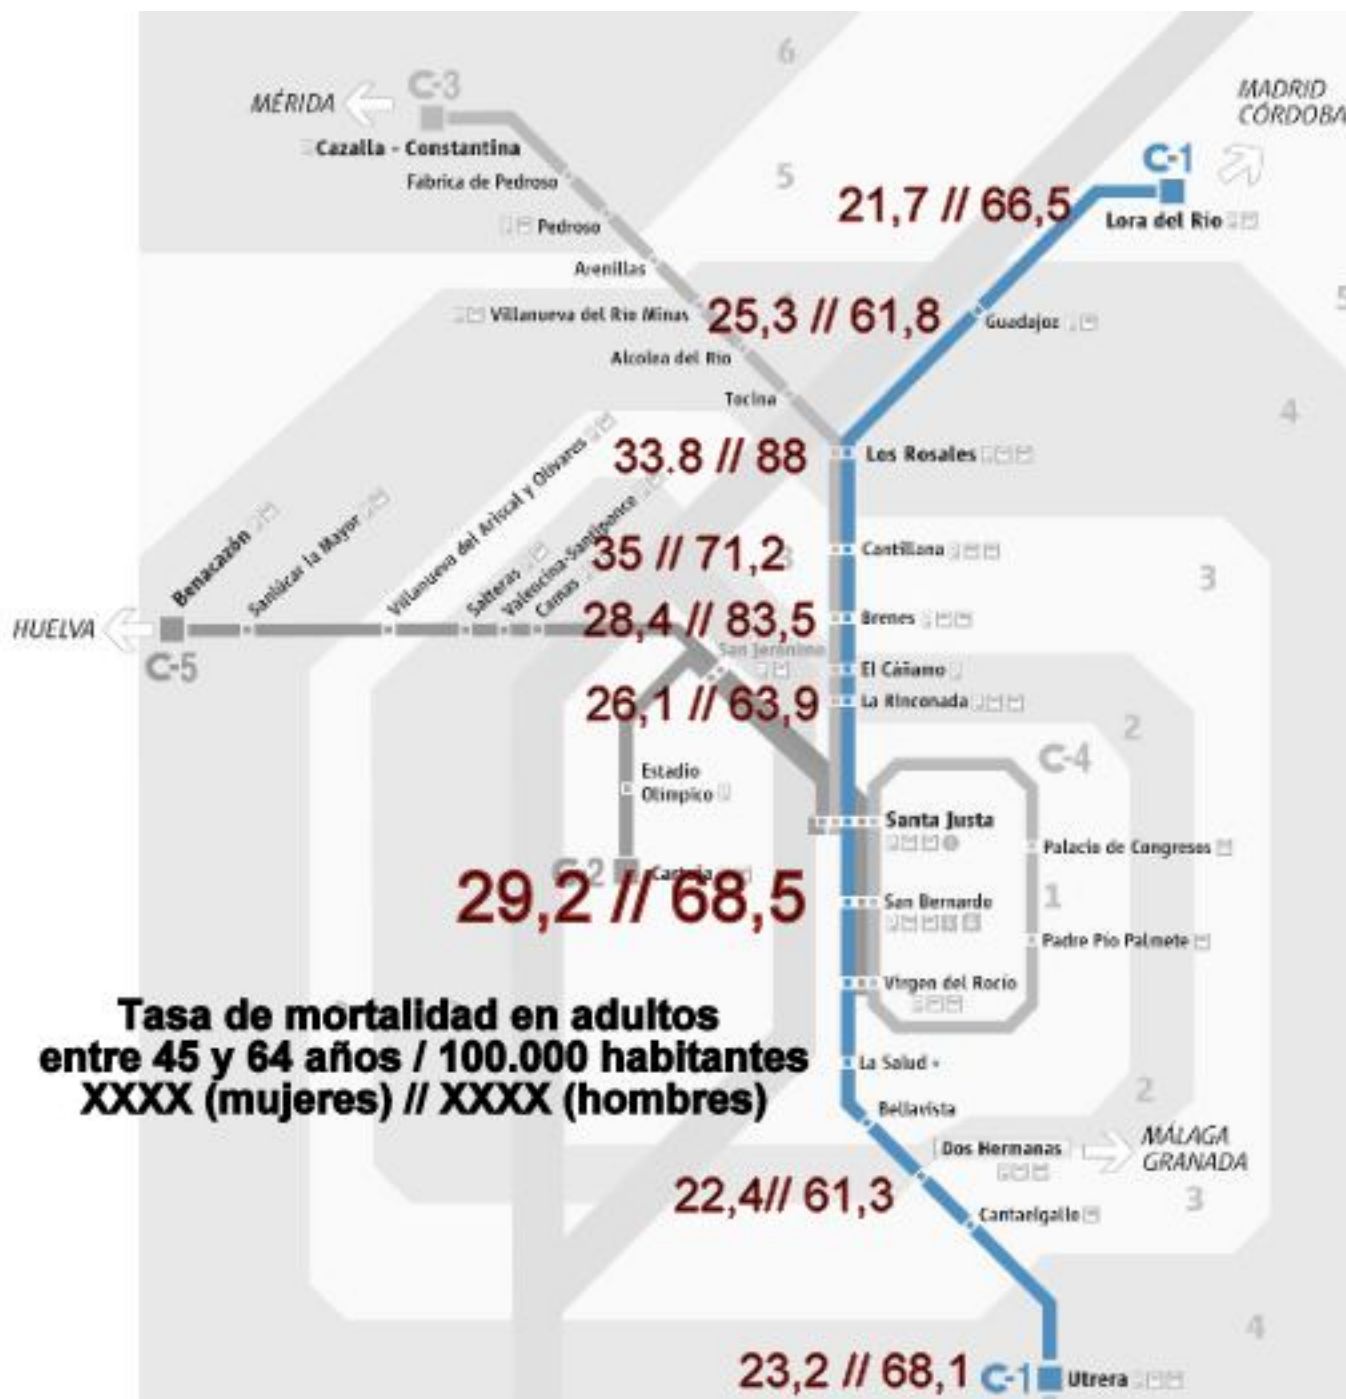 6
C-3
MÉRIDA
MADRID
CÓRDOBA
Cazalla - Constantina
C-1
5
Fábrica de Pedroso
21,7 // 66,5
Lora del Río
Pedroso
Arenillas
5
Villanueva del Rio Minas
25,3 // 61,8
Guadajoz
Alcolea del Río
Tocina
4
33.8 // 88
Los Rosales
Benacazón
Sanlúcar la Mayor
Villanueva del Ariscal y Olivares
Salteras
Valencina-Santiponce
Camas
35 // 71,2
3
Cantillana
3
HUELVA
C-5
28,4 // 83,5
Brenes
San Jerónimo
El Cáñamo
26,1 // 63,9
La Rinconada
2
C-4
Estadio
Olímpico
Santa Justa
Palacio de Congresos
C-2
Cartuja
29,2 // 68,5
San Bernardo
1
Padre Pío Palmete
Virgen del Rocío
Tasa de mortalidad en adultos
entre 45 y 64 años / 100.000 habitantes
XXXX (mujeres) // XXXX (hombres)
La Salud
2
Bellavista
Dos Hermanas
MÁLAGA
GRANADA
22,4// 61,3
3
Cantaelgallo
4
23,2 // 68,1
C-1
Utrera